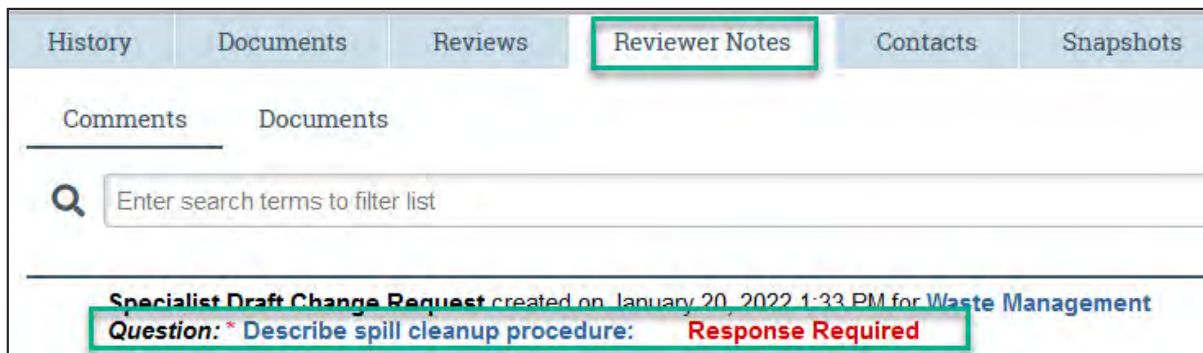 History Documents Reviews Reviewer Notes Contacts Snapshots
Comments Documents
Enter search terms to filter list
Specialist Draft Change Request created on January 20, 2022 1:33 PM for Waste Management
Question: * Describe spill cleanup procedure: Response Required